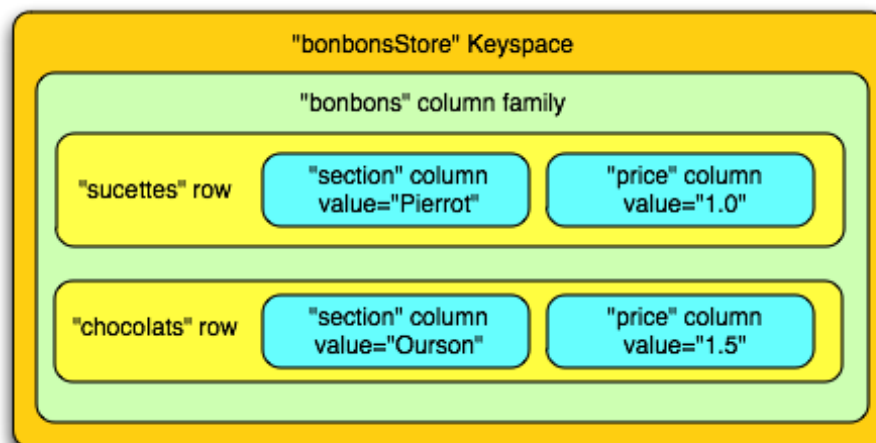 "bonbonsStore" Keyspace
"bonbons" column family
"sucettes" row
"section" column
value="Pierrot"
"price" column
value="1.0"
"chocolats" row
"section" column
value="Ourson"
"price" column
value="1.5"